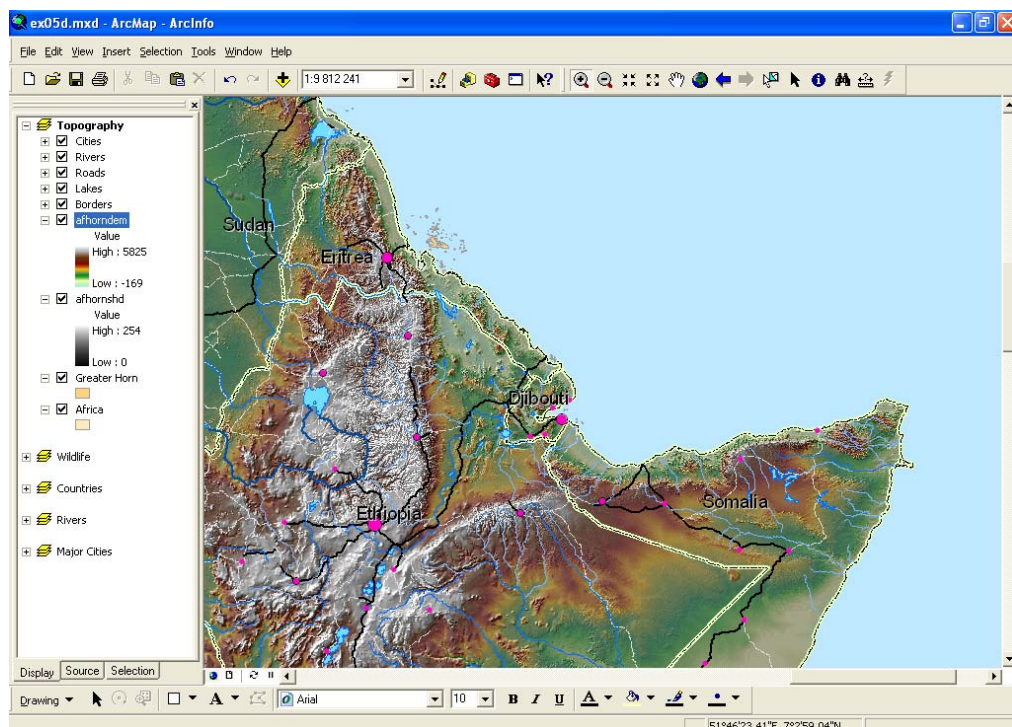 ex05d.mxd - ArcMap - ArcInfo
File Edit View Insert Selection Tools Window Help
1:9 812 241
Topography
Cities
Rivers
Roads
Lakes
Borders
afhorndem
Value
High : 5825
Low : -169
afhornshd
Value
High : 254
Low : 0
Greater Horn
Africa
Wildlife
Countries
Rivers
Major Cities
Sudan
Eritrea
Djibouti
Ethiopia
Somalia
Display Source Selection
Drawing A Arial 10 B I U A
51°46'23.41"E 7°2'59.04"N